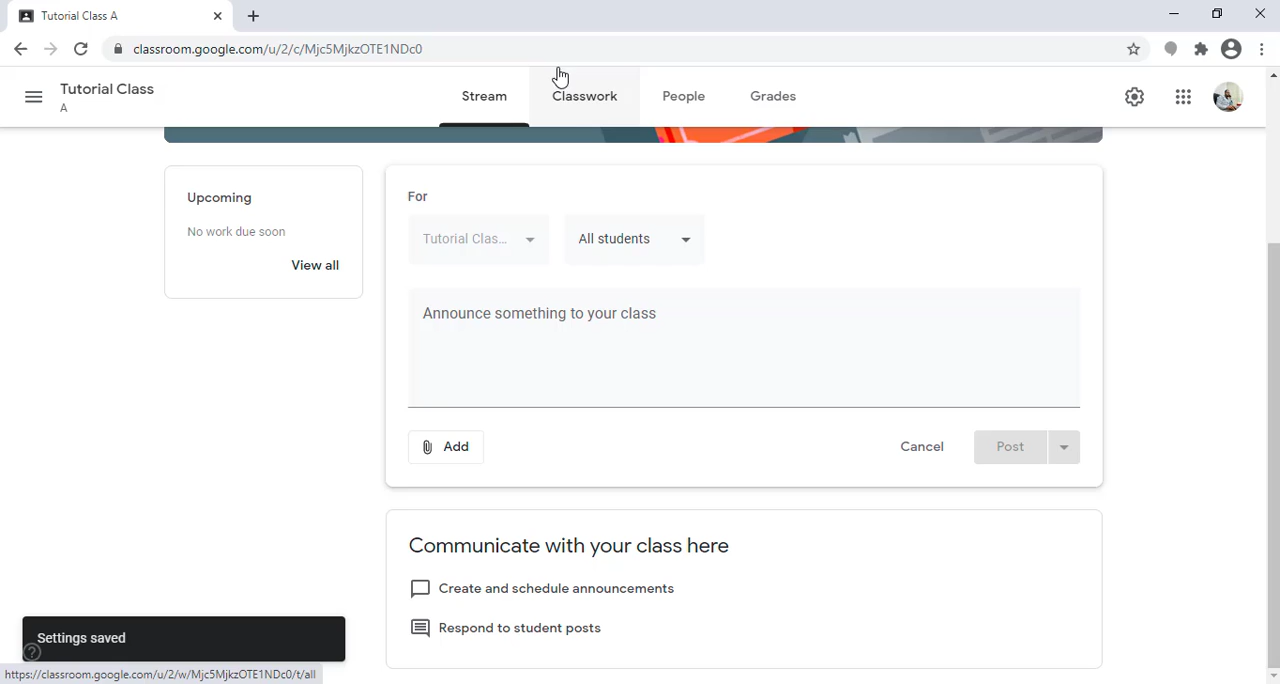 Tutorial Class A
classroom.google.com/u/2/c/Mjc5MjkzOTE1NDc0
Tutorial Class
A
Stream
Classwork
People
Grades
Upcoming
No work due soon
View all
For
Tutorial Clas...
All students
Announce something to your class
Add
Cancel
Post
Communicate with your class here
Create and schedule announcements
Respond to student posts
Settings saved
https://classroom.google.com/u/2/w/Mjc5MjkzOTE1NDc0/t/all